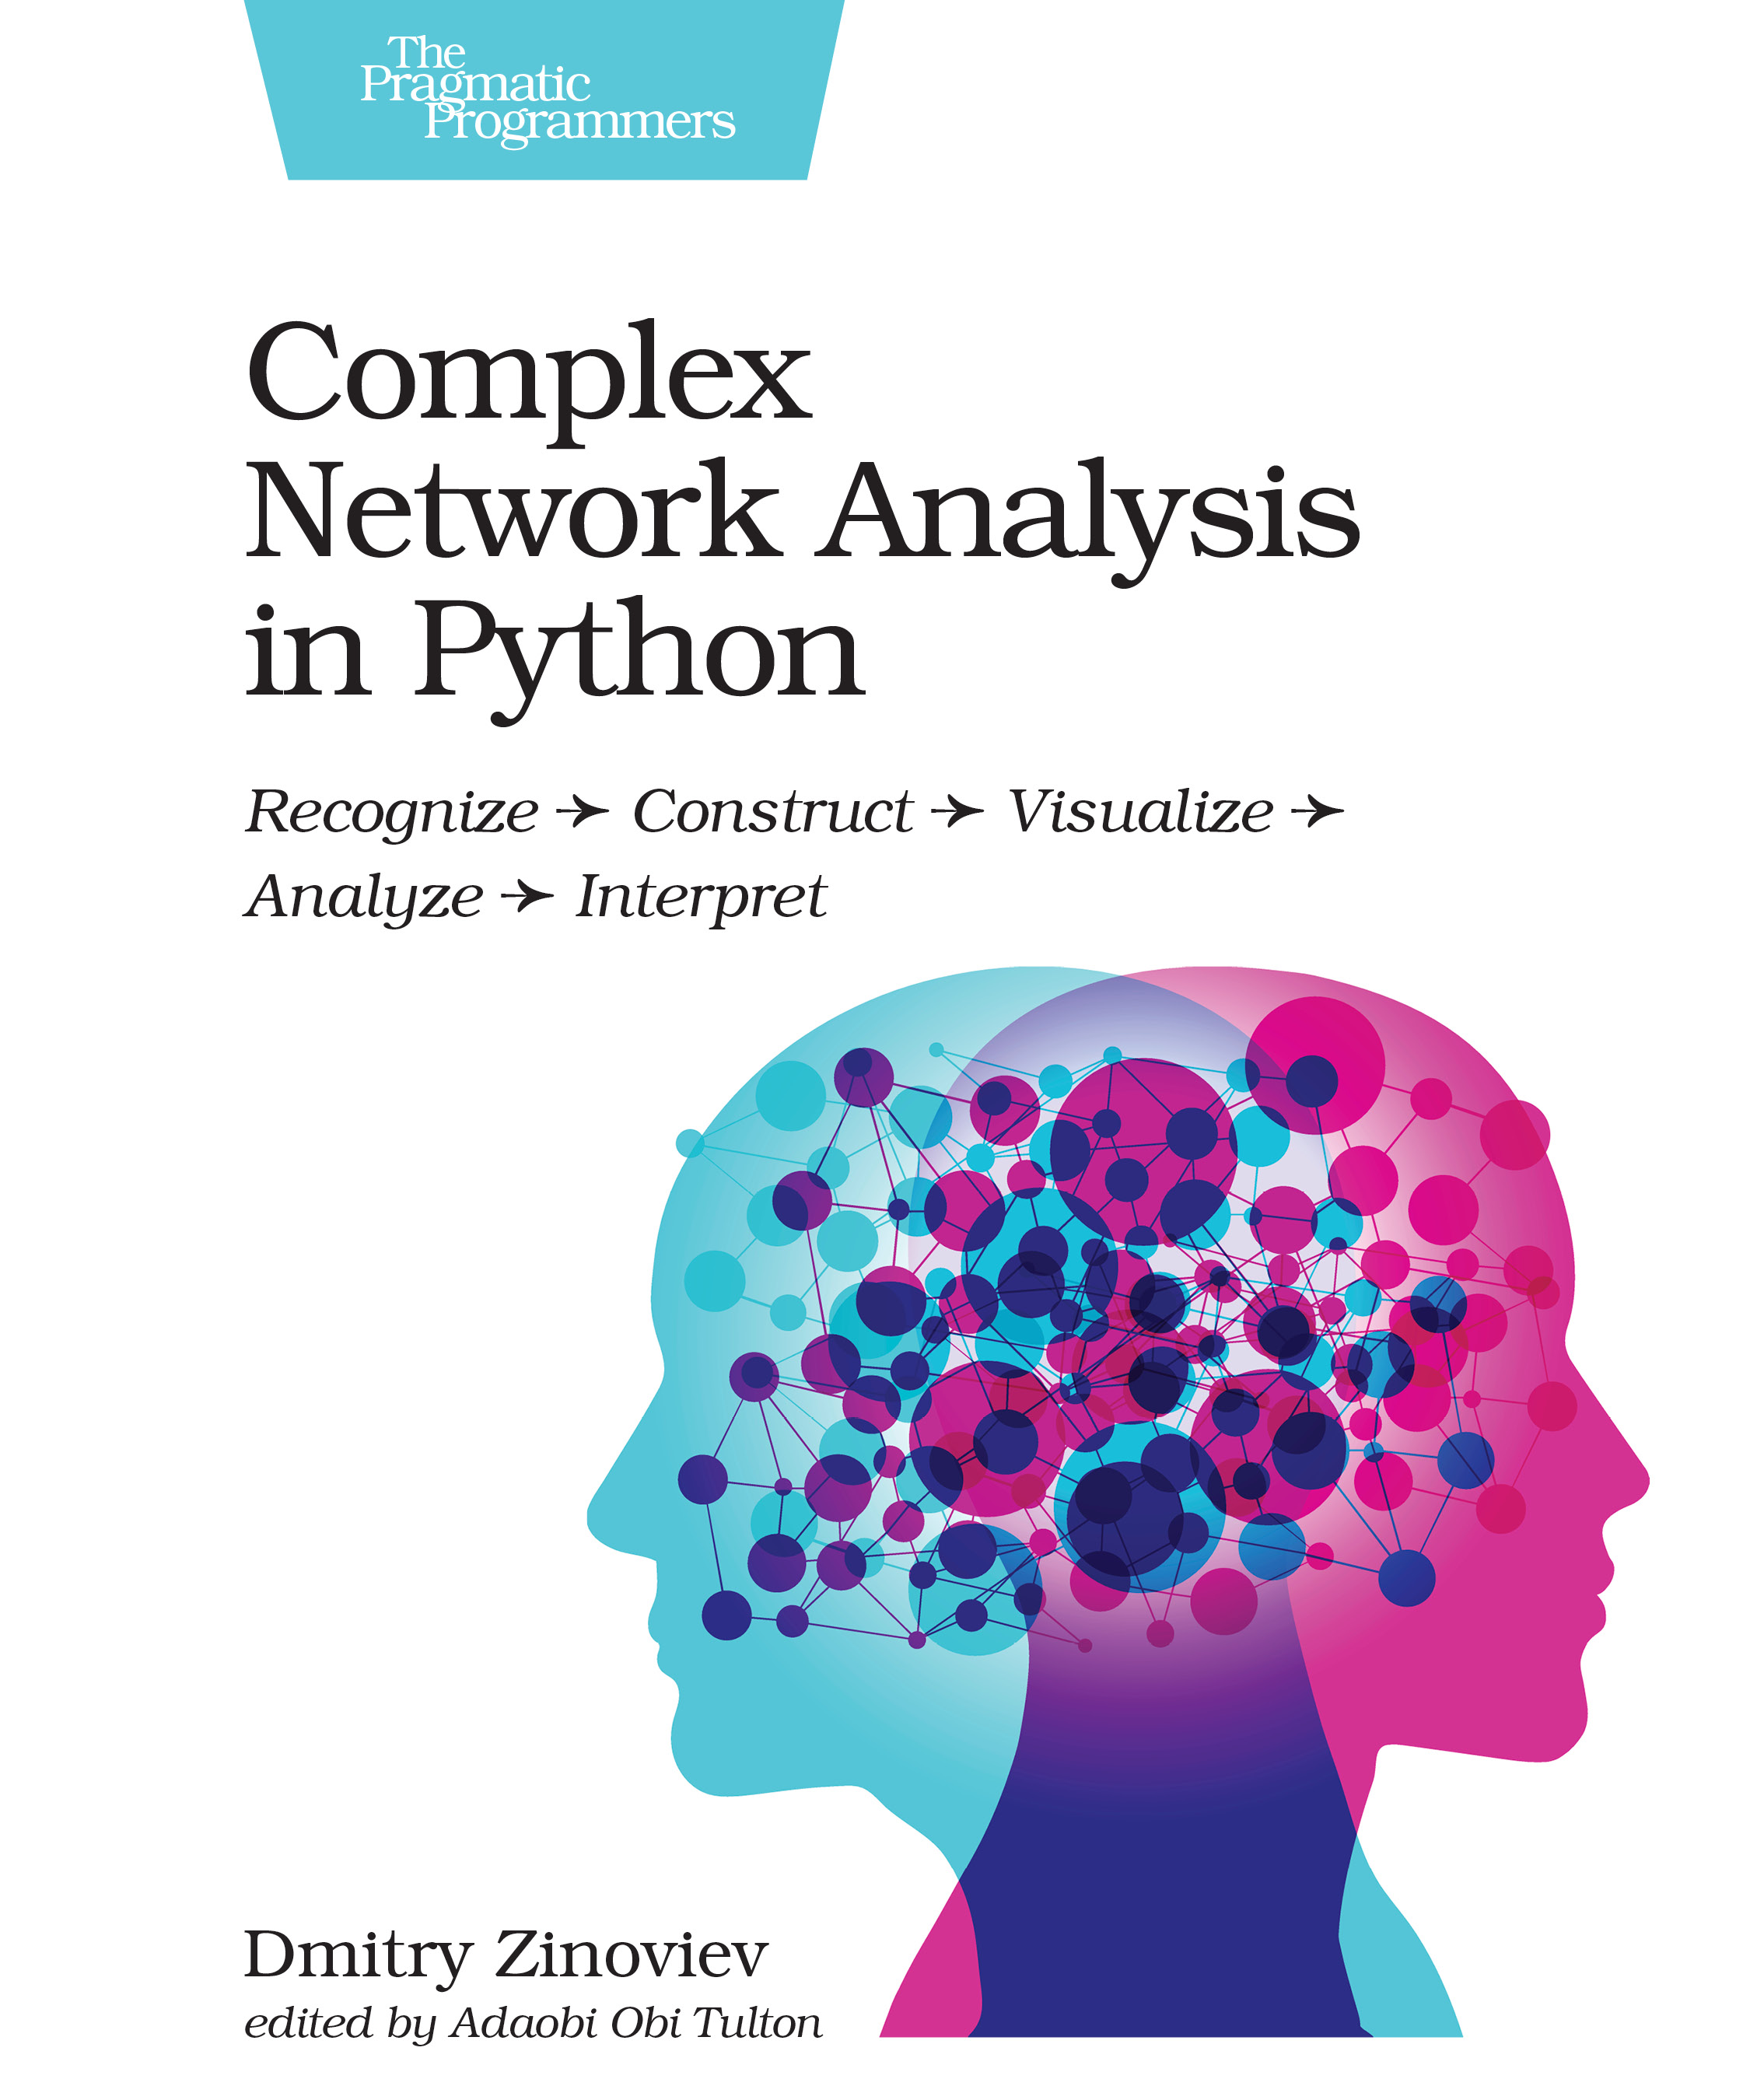 The
Pragmatic
Programmers
Complex
Network Analysis
in Python
Recognize ➤ Construct ➤ Visualize ➤
Analyze ➤ Interpret
Dmitry Zinoviev
edited by Adaobi Obi Tulton